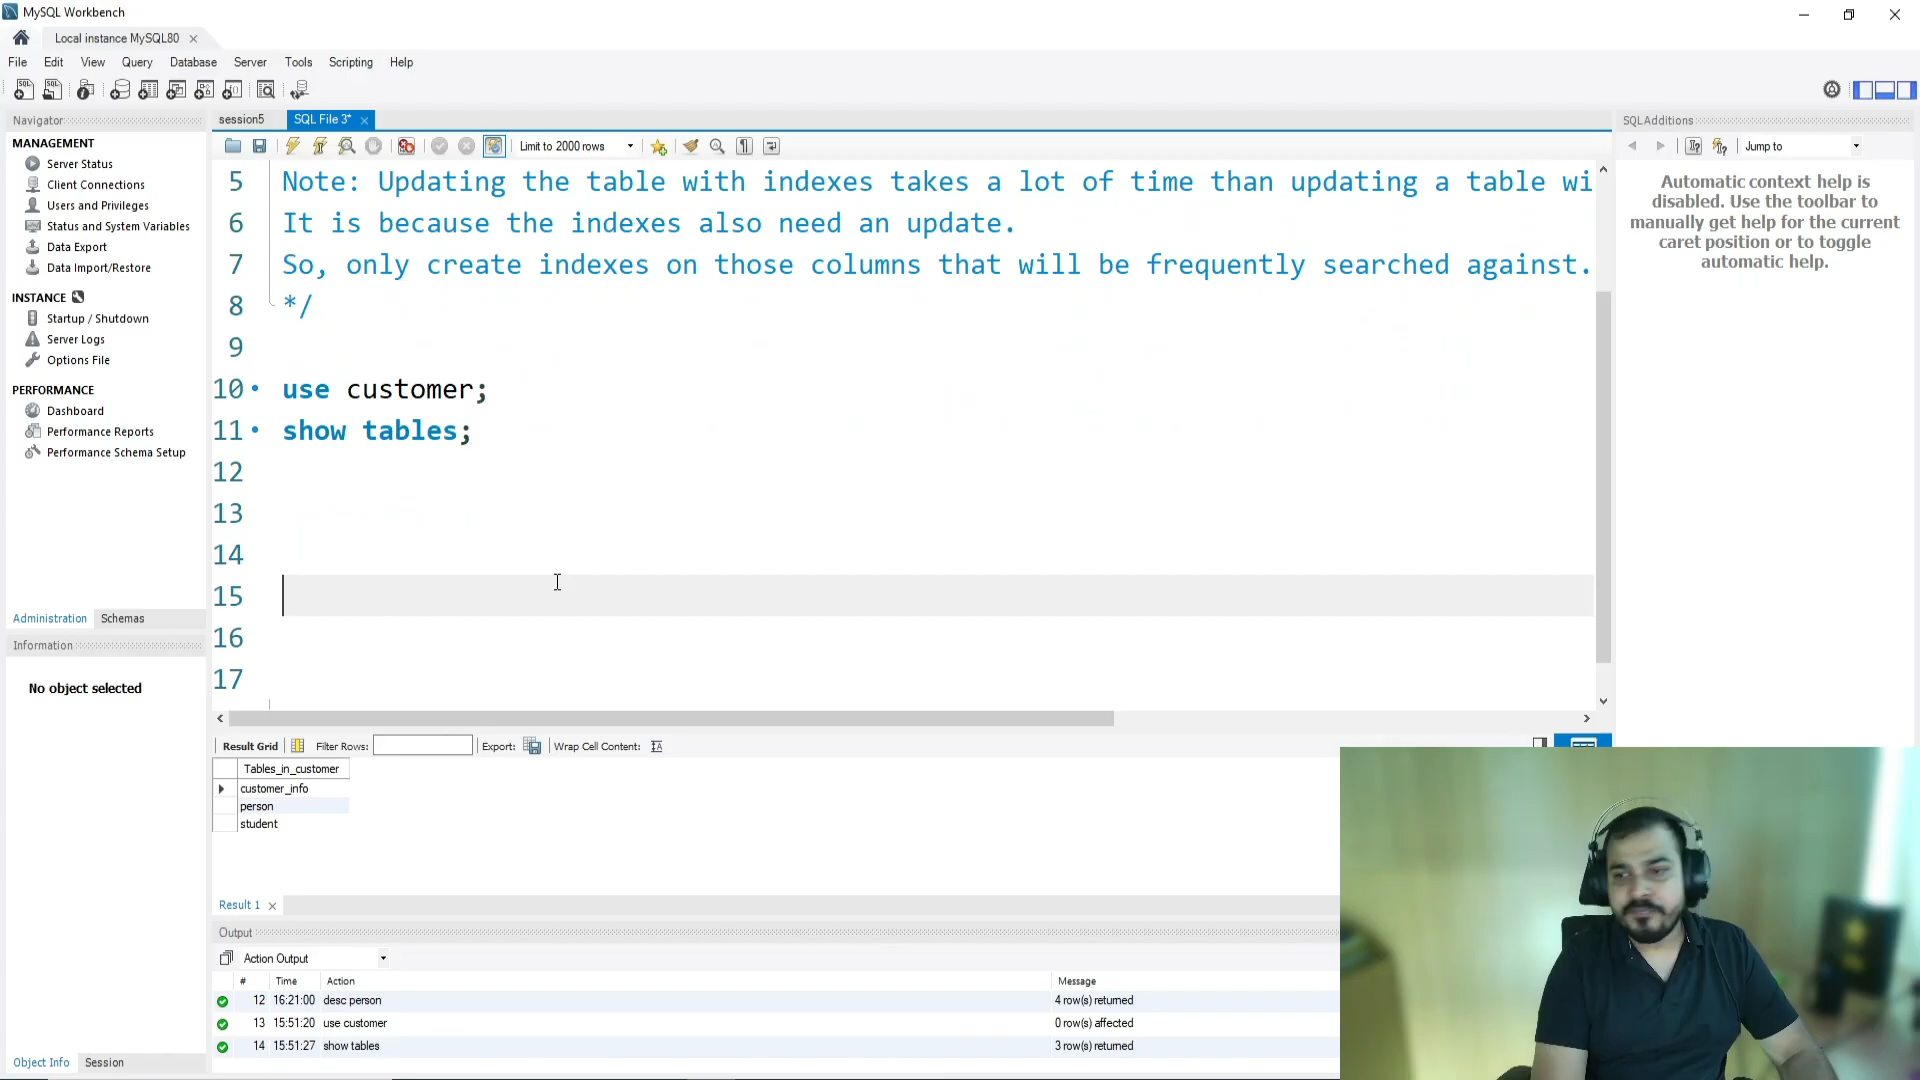 MySQL Workbench
Local instance MySQL80
File Edit View Query Database Server Tools Scripting Help
Navigator
MANAGEMENT
Server Status
Client Connections
Users and Privileges
Status and System Variables
Data Export
Data Import/Restore
INSTANCE
Startup / Shutdown
Server Logs
Options File
PERFORMANCE
Dashboard
Performance Reports
Performance Schema Setup
Administration Schemas
Information
No object selected
Object Info Session
session5 SQL File 3*
Limit to 2000 rows
5 Note: Updating the table with indexes takes a lot of time than updating a table wi
6 It is because the indexes also need an update.
7 So, only create indexes on those columns that will be frequently searched against.
8 */
9
10 use customer;
11 show tables;
12
13
14
15
16
17
Result Grid Filter Rows: Export: Wrap Cell Content:
Tables_in_customer
customer_info
person
student
Result 1
Output
Action Output
# Time Action Message
12 16:21:00 desc person 4 row(s) returned
13 15:51:20 use customer 0 row(s) affected
14 15:51:27 show tables 3 row(s) returned
SQLAdditions
Jump to
Automatic context help is
disabled. Use the toolbar to
manually get help for the current
caret position or to toggle
automatic help.